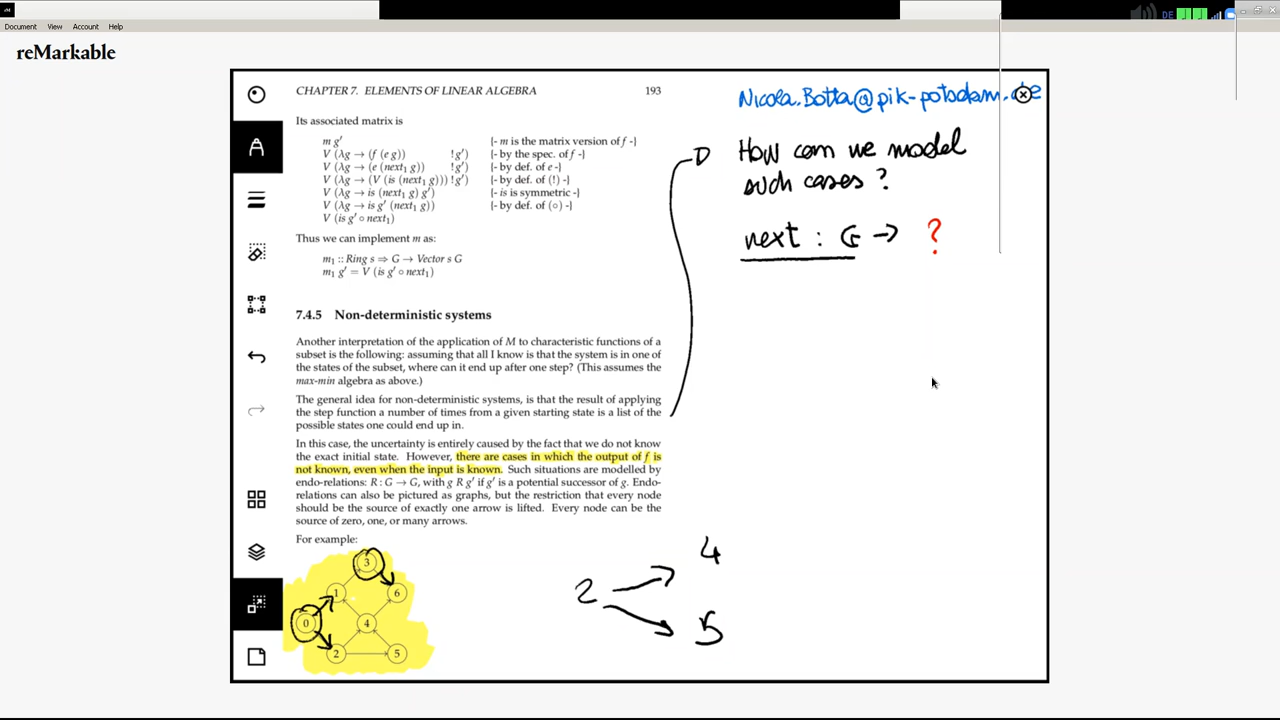 DE
Document View Account Help
reMarkable
CHAPTER 7. ELEMENTS OF LINEAR ALGEBRA 193
Its associated matrix is
m g′ {- m is the matrix version of f -}
V (λg → (f (e g)) ! g′) {- by the spec. of f -}
V (λg → (e (next₁ g)) ! g′) {- by def. of e -}
V (λg → (V (is (next₁ g))) ! g′) {- by def. of (!) -}
V (λg → is (next₁ g) g′) {- is is symmetric -}
V (λg → is g′ (next₁ g)) {- by def. of (∘) -}
V (is g′ ∘ next₁)
Thus we can implement m as:
m₁ :: Ring s ⇒ G → Vector s G
m₁ g′ = V (is g′ ∘ next₁)
7.4.5 Non-deterministic systems
Another interpretation of the application of M to characteristic functions of a
subset is the following: assuming that all I know is that the system is in one of
the states of the subset, where can it end up after one step? (This assumes the
max-min algebra as above.)
The general idea for non-deterministic systems, is that the result of applying
the step function a number of times from a given starting state is a list of the
possible states one could end up in.
In this case, the uncertainty is entirely caused by the fact that we do not know
the exact initial state. However, there are cases in which the output of f is
not known, even when the input is known. Such situations are modelled by
endo-relations: R : G → G, with g R g′ if g′ is a potential successor of g. Endo-
relations can also be pictured as graphs, but the restriction that every node
should be the source of exactly one arrow is lifted. Every node can be the
source of zero, one, or many arrows.
For example:
3
1 6
0 4
2 5
Nicola.Botta@pik-potsdam.de
How can we model
such cases?
next : G → ?
4
2
5